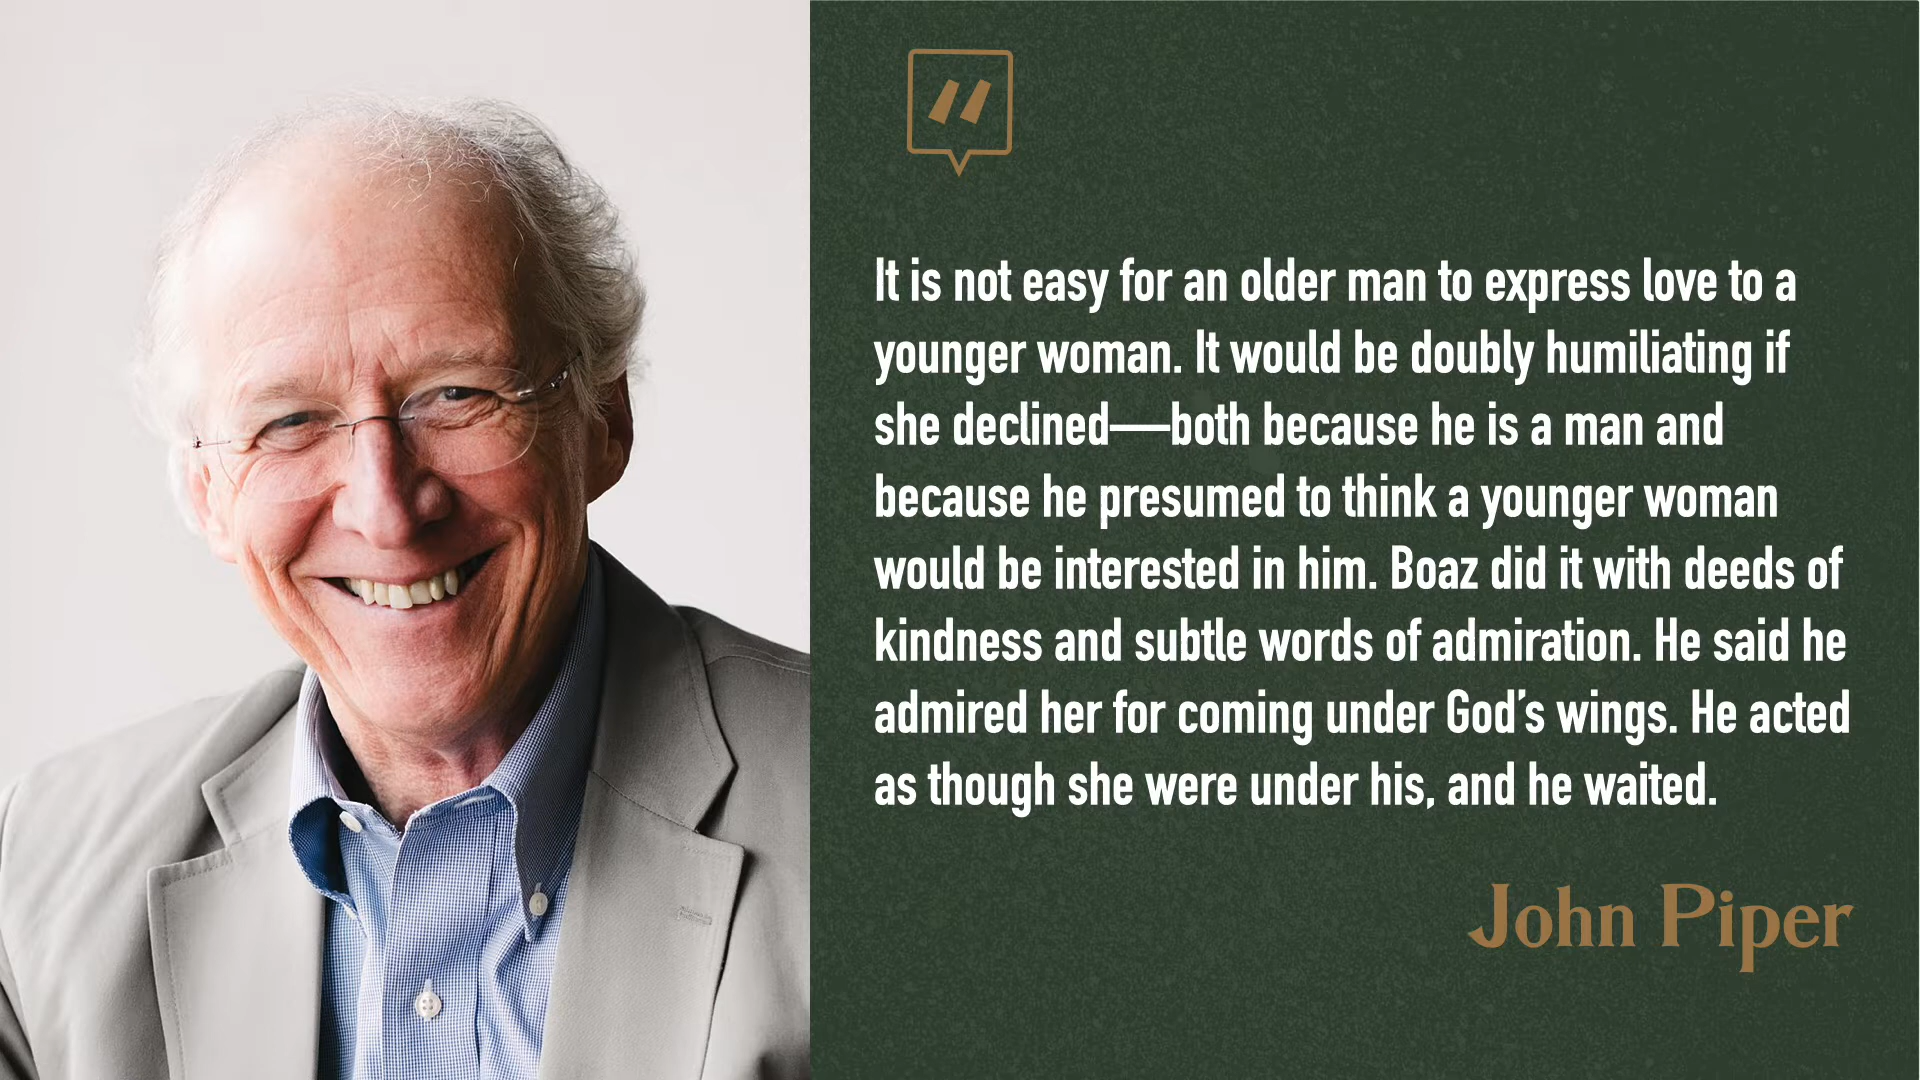 It is not easy for an older man to express love to a
younger woman. It would be doubly humiliating if
she declined—both because he is a man and
because he presumed to think a younger woman
would be interested in him. Boaz did it with deeds of
kindness and subtle words of admiration. He said he
admired her for coming under God’s wings. He acted
as though she were under his, and he waited.
John Piper